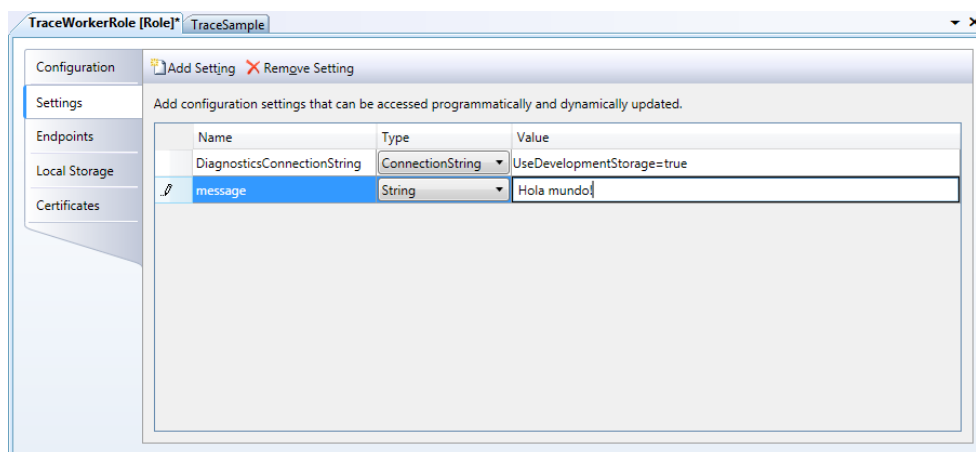 TraceWorkerRole [Role]* TraceSample
Configuration
Settings
Endpoints
Local Storage
Certificates
Add Setting Remove Setting
Add configuration settings that can be accessed programmatically and dynamically updated.
Name Type Value
DiagnosticsConnectionString ConnectionString UseDevelopmentStorage=true
message String Hola mundo!